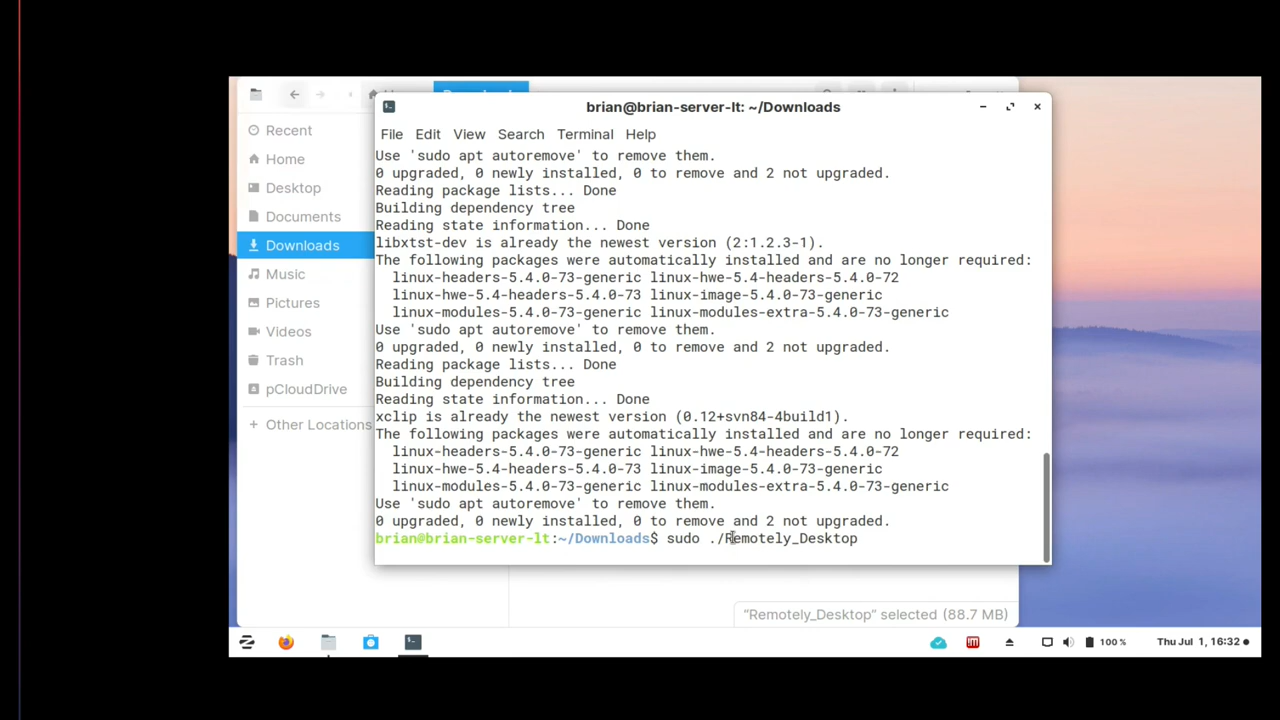 brian@brian-server-lt: ~/Downloads
File Edit View Search Terminal Help
Recent
Home
Desktop
Documents
Downloads
Music
Pictures
Videos
Trash
pCloudDrive
+ Other Locations
Use 'sudo apt autoremove' to remove them.
0 upgraded, 0 newly installed, 0 to remove and 2 not upgraded.
Reading package lists... Done
Building dependency tree
Reading state information... Done
libxtst-dev is already the newest version (2:1.2.3-1).
The following packages were automatically installed and are no longer required:
linux-headers-5.4.0-73-generic linux-hwe-5.4-headers-5.4.0-72
linux-hwe-5.4-headers-5.4.0-73 linux-image-5.4.0-73-generic
linux-modules-5.4.0-73-generic linux-modules-extra-5.4.0-73-generic
Use 'sudo apt autoremove' to remove them.
0 upgraded, 0 newly installed, 0 to remove and 2 not upgraded.
Reading package lists... Done
Building dependency tree
Reading state information... Done
xclip is already the newest version (0.12+svn84-4build1).
The following packages were automatically installed and are no longer required:
linux-headers-5.4.0-73-generic linux-hwe-5.4-headers-5.4.0-72
linux-hwe-5.4-headers-5.4.0-73 linux-image-5.4.0-73-generic
linux-modules-5.4.0-73-generic linux-modules-extra-5.4.0-73-generic
Use 'sudo apt autoremove' to remove them.
0 upgraded, 0 newly installed, 0 to remove and 2 not upgraded.
brian@brian-server-lt:~/Downloads$ sudo ./Remotely_Desktop
"Remotely_Desktop" selected (88.7 MB)
100 %
Thu Jul 1, 16:32